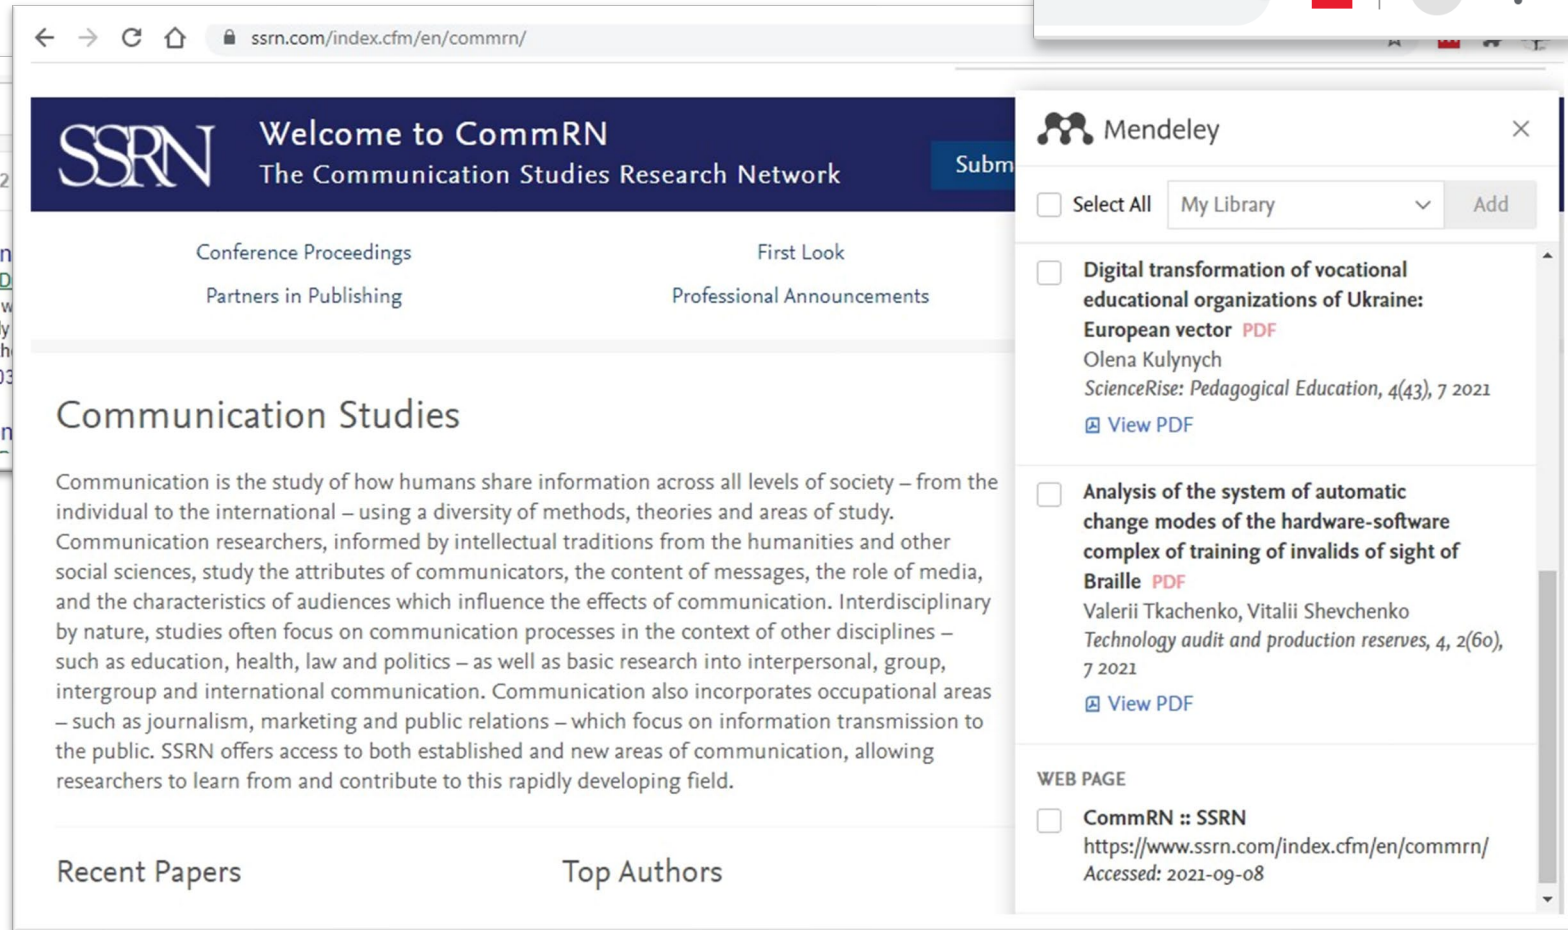 ssrn.com/index.cfm/en/commrn/
SSRN
Welcome to CommRN
The Communication Studies Research Network
Conference Proceedings
First Look
Partners in Publishing
Professional Announcements
Communication Studies
Communication is the study of how humans share information across all levels of society – from the
individual to the international – using a diversity of methods, theories and areas of study.
Communication researchers, informed by intellectual traditions from the humanities and other
social sciences, study the attributes of communicators, the content of messages, the role of media,
and the characteristics of audiences which influence the effects of communication. Interdisciplinary
by nature, studies often focus on communication processes in the context of other disciplines –
such as education, health, law and politics – as well as basic research into interpersonal, group,
intergroup and international communication. Communication also incorporates occupational areas
– such as journalism, marketing and public relations – which focus on information transmission to
the public. SSRN offers access to both established and new areas of communication, allowing
researchers to learn from and contribute to this rapidly developing field.
Recent Papers
Top Authors
Mendeley
Select All
My Library
Add
Digital transformation of vocational
educational organizations of Ukraine:
European vector PDF
Olena Kulynych
ScienceRise: Pedagogical Education, 4(43), 7 2021
View PDF
Analysis of the system of automatic
change modes of the hardware-software
complex of training of invalids of sight of
Braille PDF
Valerii Tkachenko, Vitalii Shevchenko
Technology audit and production reserves, 4, 2(60),
7 2021
View PDF
WEB PAGE
CommRN :: SSRN
https://www.ssrn.com/index.cfm/en/commrn/
Accessed: 2021-09-08